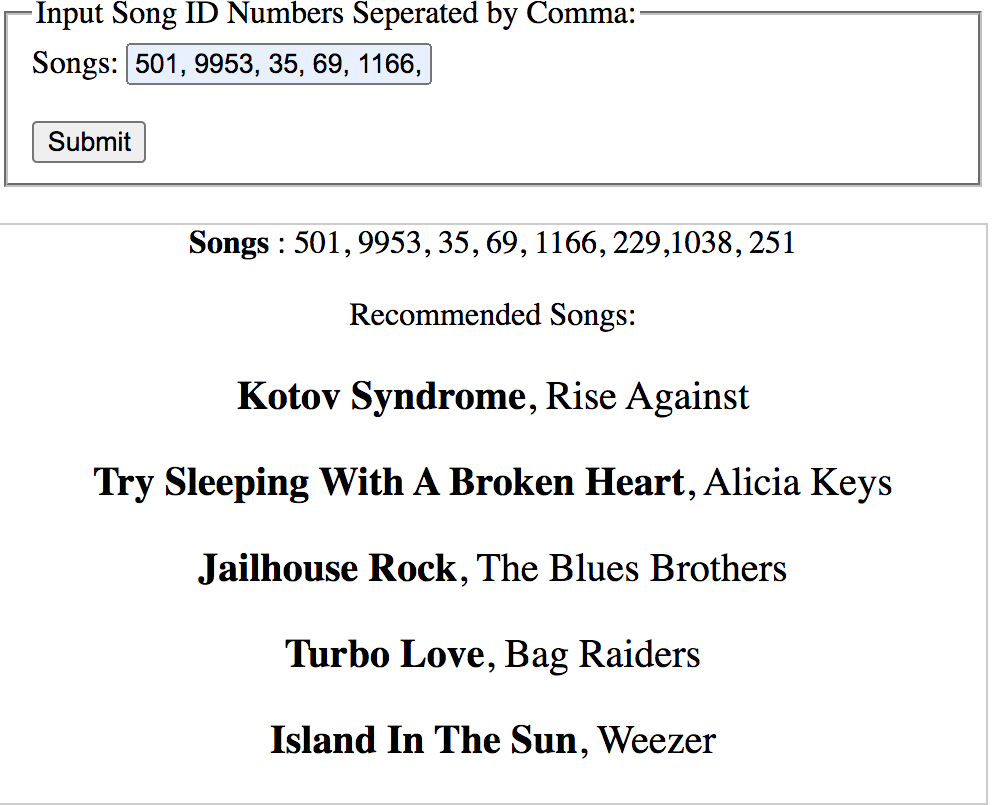 Input Song ID Numbers Seperated by Comma:
Songs: 501, 9953, 35, 69, 1166,
Submit
Songs : 501, 9953, 35, 69, 1166, 229,1038, 251
Recommended Songs:
Kotov Syndrome, Rise Against
Try Sleeping With A Broken Heart, Alicia Keys
Jailhouse Rock, The Blues Brothers
Turbo Love, Bag Raiders
Island In The Sun, Weezer